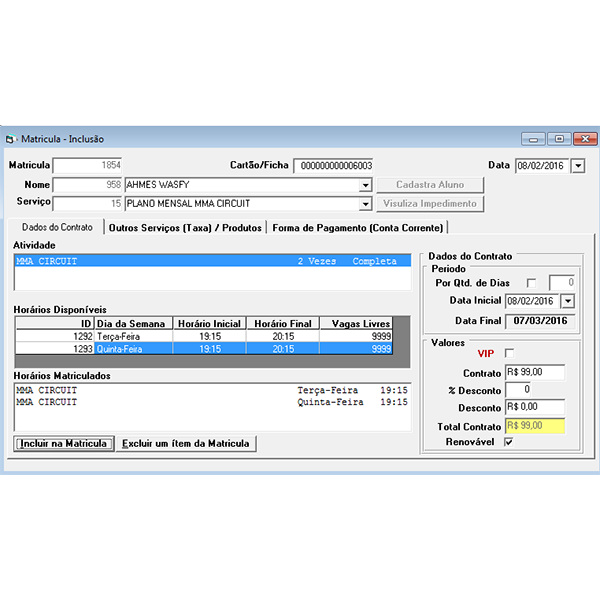 Matricula - Inclusão
Matricula 1854 Cartão/Ficha 000000000006003 Data 08/02/2016
Nome 958 AHMES WASFY Cadastra Aluno
Serviço 15 PLANO MENSAL MMA CIRCUIT Visuliza Impedimento
Dados do Contrato Outros Serviços (Taxa) / Produtos Forma de Pagamento (Conta Corrente)
Atividade
MMA CIRCUIT 2 Vezes Completa
Horários Disponíveis
ID Dia da Semana Horário Inicial Horário Final Vagas Livres
1292 Terça-Feira 19:15 20:15 9999
1293 Quinta-Feira 19:15 20:15 9999
Horários Matriculados
MMA CIRCUIT Terça-Feira 19:15
MMA CIRCUIT Quinta-Feira 19:15
Incluir na Matricula Excluir um ítem da Matricula
Dados do Contrato
Periodo
Por Qtd. de Dias 0
Data Inicial 08/02/2016
Data Final 07/03/2016
Valores
VIP
Contrato R$ 99,00
% Desconto 0
Desconto R$ 0,00
Total Contrato R$ 99,00
Renovável